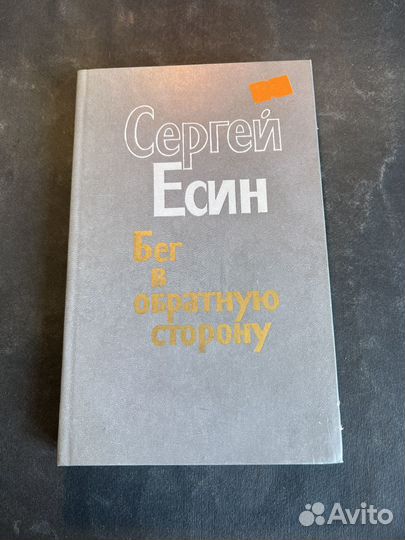 Сергей
Есин
Бег
в
обратную
сторону
Avito